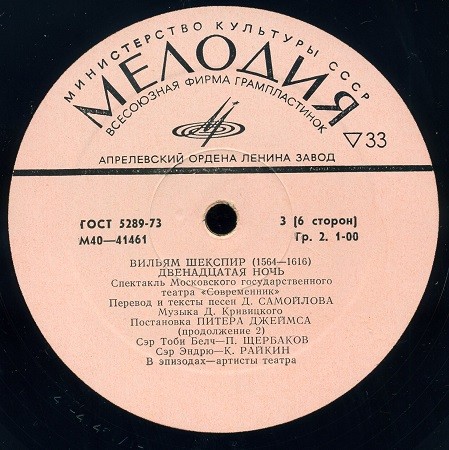 МИНИСТЕРСТВО КУЛЬТУРЫ СССР
МЕЛОДИЯ
ВСЕСОЮЗНАЯ ФИРМА ГРАМПЛАСТИНОК
АПРЕЛЕВСКИЙ ОРДЕНА ЛЕНИНА ЗАВОД
▽33
ГОСТ 5289-73
М40—41461
3 (6 сторон)
Гр. 2. 1-00
ВИЛЬЯМ ШЕКСПИР (1564—1616)
ДВЕНАДЦАТАЯ НОЧЬ
Спектакль Московского государственного
театра «Современник»
Перевод и тексты песен Д. САМОЙЛОВА
Музыка Д. Кривицкого
Постановка ПИТЕРА ДЖЕЙМСА
(продолжение 2)
Сэр Тоби Белч—П. ЩЕРБАКОВ
Сэр Эндрю—К. РАЙКИН
В эпизодах—артисты театра